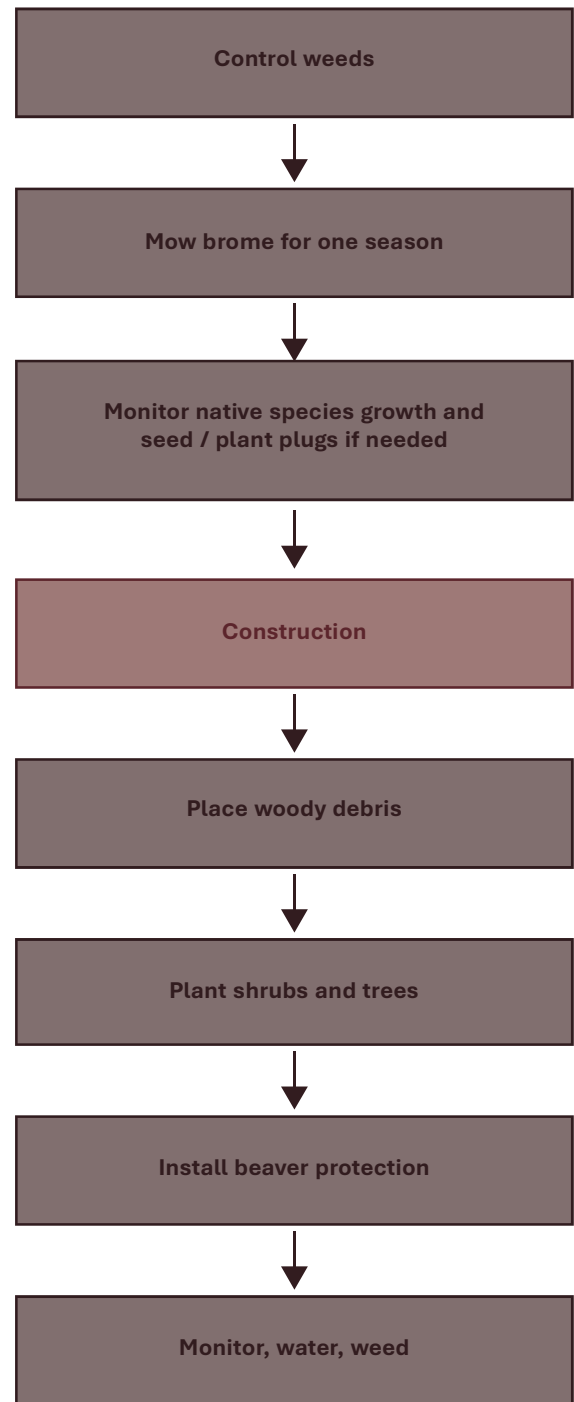 Control weeds
Mow brome for one season
Monitor native species growth and
seed / plant plugs if needed
Construction
Place woody debris
Plant shrubs and trees
Install beaver protection
Monitor, water, weed